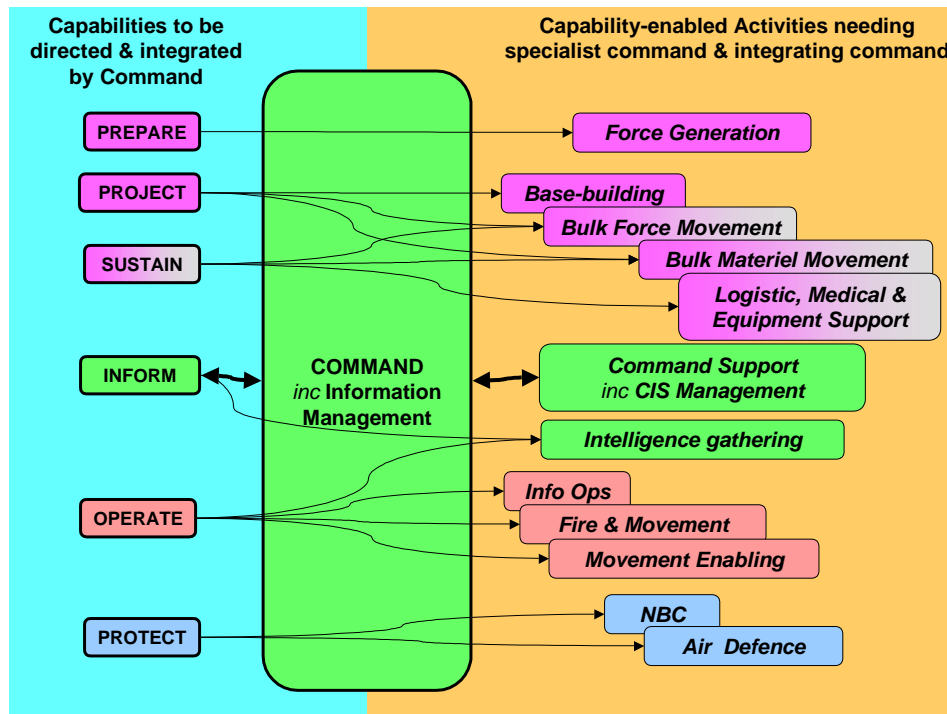 Capabilities to be
directed & integrated
by Command
Capability-enabled Activities needing
specialist command & integrating command
PREPARE
Force Generation
PROJECT
Base-building
Bulk Force Movement
SUSTAIN
Bulk Materiel Movement
Logistic, Medical &
Equipment Support
INFORM
COMMAND
inc Information
Management
Command Support
inc CIS Management
Intelligence gathering
OPERATE
Info Ops
Fire & Movement
Movement Enabling
PROTECT
NBC
Air Defence